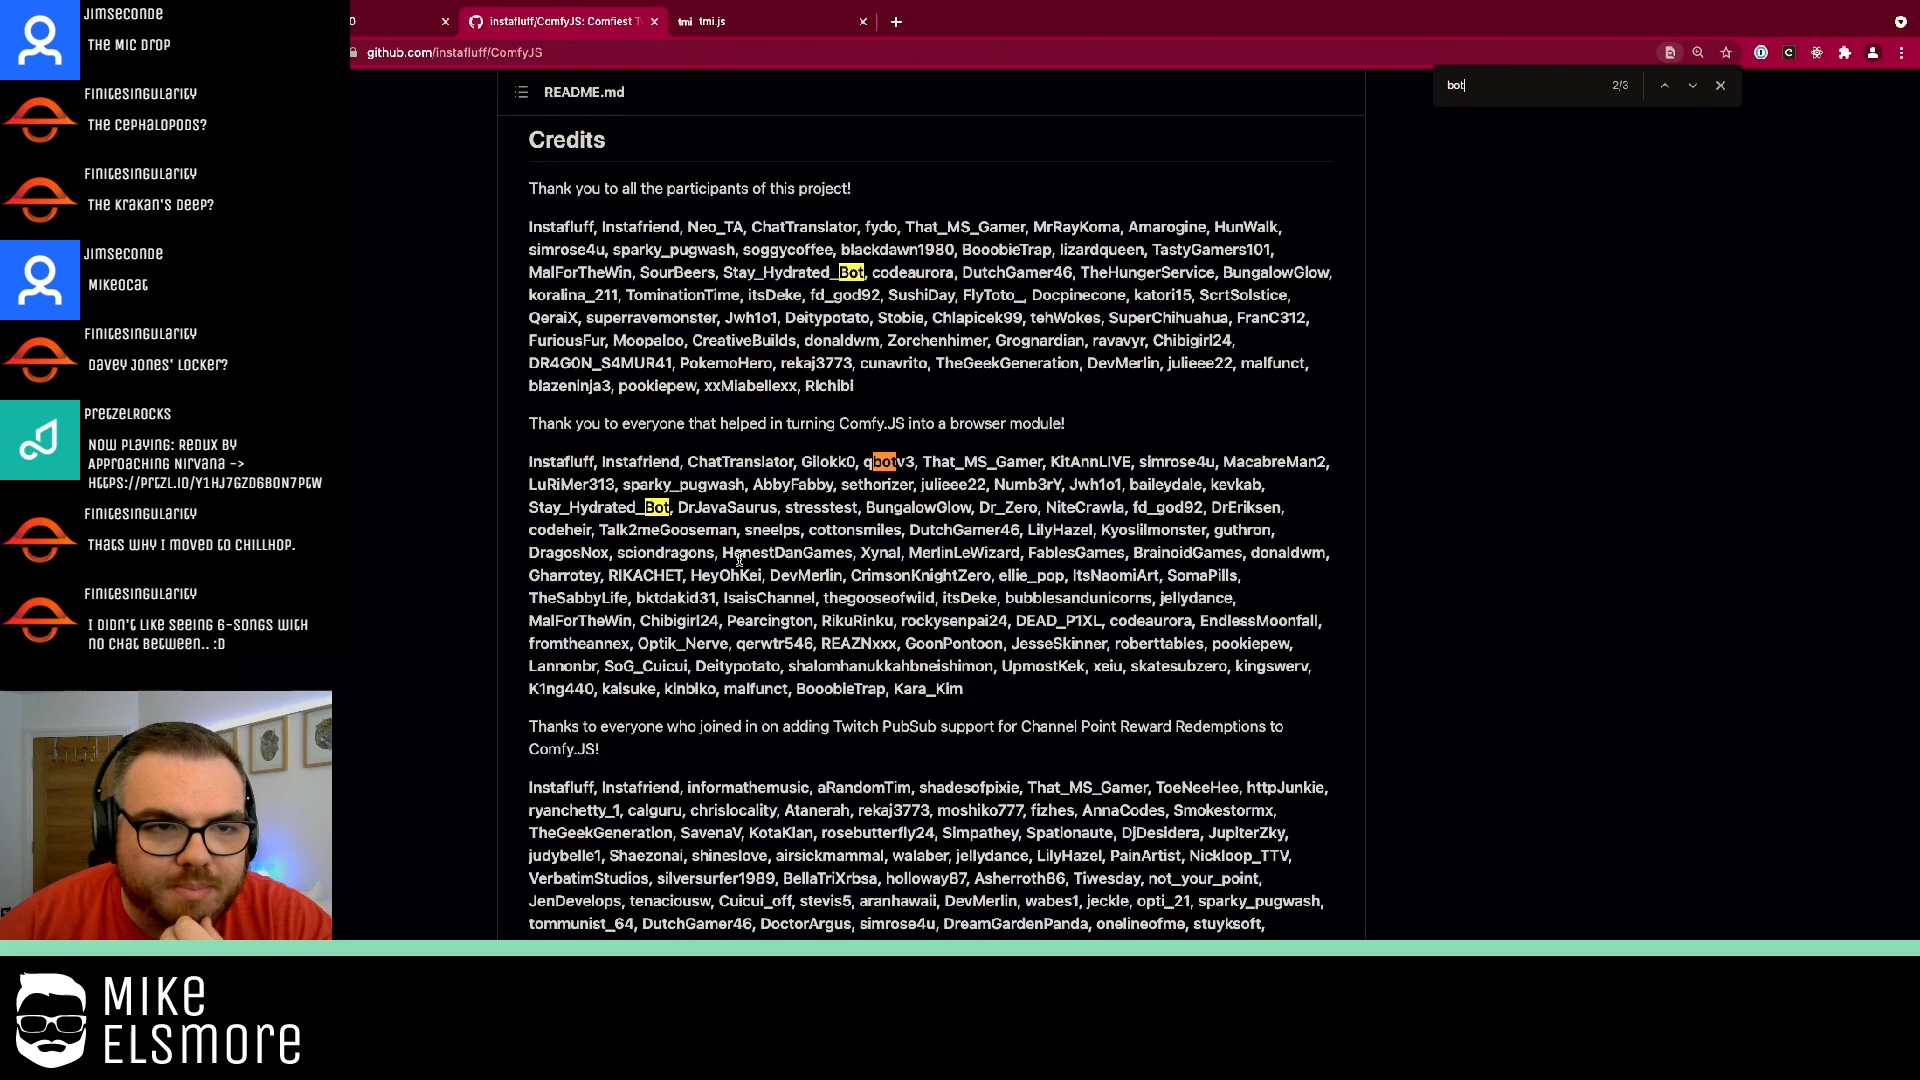 JIMSECONDE
THE MIC DROP
FINITESINGULARITY
THE CEPHALOPODS?
FINITESINGULARITY
THE KRAKAN'S DEEP?
JIMSECONDE
MIKEOCAT
FINITESINGULARITY
DAVEY JONES' LOCKER?
PRETZELROCKS
NOW PLAYING: REDUX BY
APPROACHING NIRVANA ->
HTTPS://PRTZL.IO/Y1HJ7GZD6BON7PTW
FINITESINGULARITY
THATS WHY I MOVED TO CHILLHOP.
FINITESINGULARITY
I DIDN'T LIKE SEEING 6-SONGS WITH
NO CHAT BETWEEN.. :D
instafluff/ComfyJS: Comfiest T
tmi tmi.js
github.com/instafluff/ComfyJS
bot 2/3
README.md
Credits
Thank you to all the participants of this project!
Instafluff, Instafriend, Neo_TA, ChatTranslator, fydo, That_MS_Gamer, MrRayKoma, Amarogine, HunWalk,
simrose4u, sparky_pugwash, soggycoffee, blackdawn1980, BooobieTrap, lizardqueen, TastyGamers101,
MalForTheWin, SourBeers, Stay_Hydrated_Bot, codeaurora, DutchGamer46, TheHungerService, BungalowGlow,
koralina_211, TominationTime, itsDeke, fd_god92, SushiDay, FlyToto_, Docpinecone, katori15, ScrtSolstice,
QeraiX, superravemonster, Jwh1o1, Deitypotato, Stobie, Chlapicek99, tehWokes, SuperChihuahua, FranC312,
FuriousFur, Moopaloo, CreativeBuilds, donaldwm, Zorchenhimer, Grognardian, ravavyr, Chibigirl24,
DR4G0N_S4MUR41, PokemoHero, rekaj3773, cunavrito, TheGeekGeneration, DevMerlin, julieee22, malfunct,
blazeninja3, pookiepew, xxMiabellexx, RIchibi
Thank you to everyone that helped in turning Comfy.JS into a browser module!
Instafluff, Instafriend, ChatTranslator, Gilokk0, qbotv3, That_MS_Gamer, KitAnnLIVE, simrose4u, MacabreMan2,
LuRiMer313, sparky_pugwash, AbbyFabby, sethorizer, julieee22, Numb3rY, Jwh1o1, baileydale, kevkab,
Stay_Hydrated_Bot, DrJavaSaurus, stresstest, BungalowGlow, Dr_Zero, NiteCrawla, fd_god92, DrEriksen,
codeheir, Talk2meGooseman, sneelps, cottonsmiles, DutchGamer46, LilyHazel, Kyoslilmonster, guthron,
DragosNox, sciondragons, HonestDanGames, Xynal, MerlinLeWizard, FablesGames, BrainoidGames, donaldwm,
Gharrotey, RIKACHET, HeyOhKei, DevMerlin, CrimsonKnightZero, ellie_pop, ItsNaomiArt, SomaPills,
TheSabbyLife, bktdakid31, IsaisChannel, thegooseofwild, itsDeke, bubblesandunicorns, jellydance,
MalForTheWin, Chibigirl24, Pearcington, RikuRinku, rockysenpai24, DEAD_P1XL, codeaurora, EndlessMoonfall,
fromtheannex, Optik_Nerve, qerwtr546, REAZNxxx, GoonPontoon, JesseSkinner, roberttables, pookiepew,
Lannonbr, SoG_Cuicui, Deitypotato, shalomhanukkahbneishimon, UpmostKek, xeiu, skatesubzero, kingswerv,
K1ng440, kaisuke, kinbiko, malfunct, BooobieTrap, Kara_Kim
Thanks to everyone who joined in on adding Twitch PubSub support for Channel Point Reward Redemptions to
Comfy.JS!
Instafluff, Instafriend, informathemusic, aRandomTim, shadesofpixie, That_MS_Gamer, ToeNeeHee, httpJunkie,
ryanchetty_1, calguru, chrislocality, Atanerah, rekaj3773, moshiko777, fizhes, AnnaCodes, Smokestormx,
TheGeekGeneration, SavenaV, KotaKlan, rosebutterfly24, Simpathey, Spationaute, DjDesidera, JupiterZky,
judybelle1, Shaezonai, shineslove, airsickmammal, walaber, jellydance, LilyHazel, PainArtist, Nickloop_TTV,
VerbatimStudios, silversurfer1989, BellaTriXrbsa, holloway87, Asherroth86, Tiwesday, not_your_point,
JenDevelops, tenaciousw, Cuicui_off, stevis5, aranhawaii, DevMerlin, wabes1, jeckle, opti_21, sparky_pugwash,
tommunist_64, DutchGamer46, DoctorArgus, simrose4u, DreamGardenPanda, onelineofme, stuyksoft,
MIKE
ELSMORE